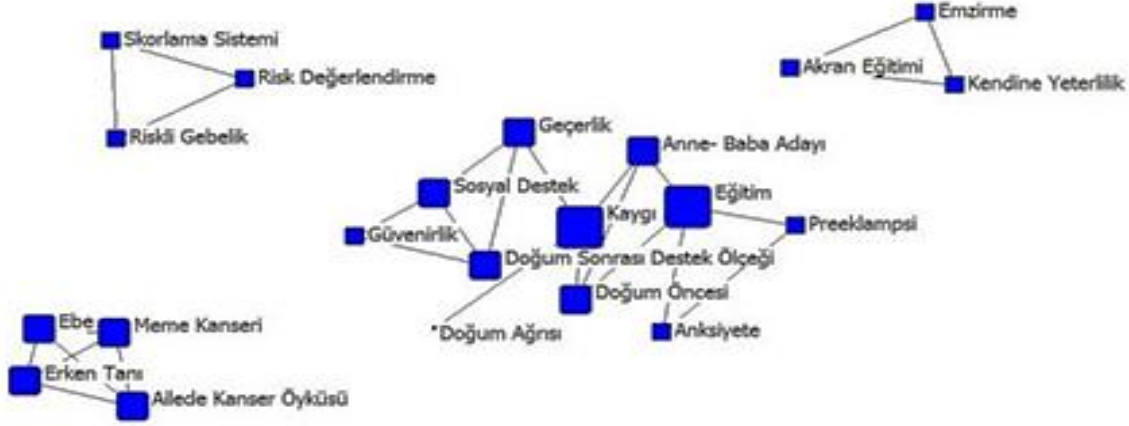 Skorlama Sistemi
Risk Değerlendirme
Riskli Gebelik
Emzirme
Akran Eğitimi
Kendine Yeterlilik
Geçerlik
Anne- Baba Adayı
Sosyal Destek
Eğitim
Kaygı
Güvenirlik
Preeklampsi
Doğum Sonrası Destek Ölçeği
Doğum Öncesi
"Doğum Ağrısı
Anksiyete
Ebe
Meme Kanseri
Erken Tanı
Ailede Kanser Öyküsü